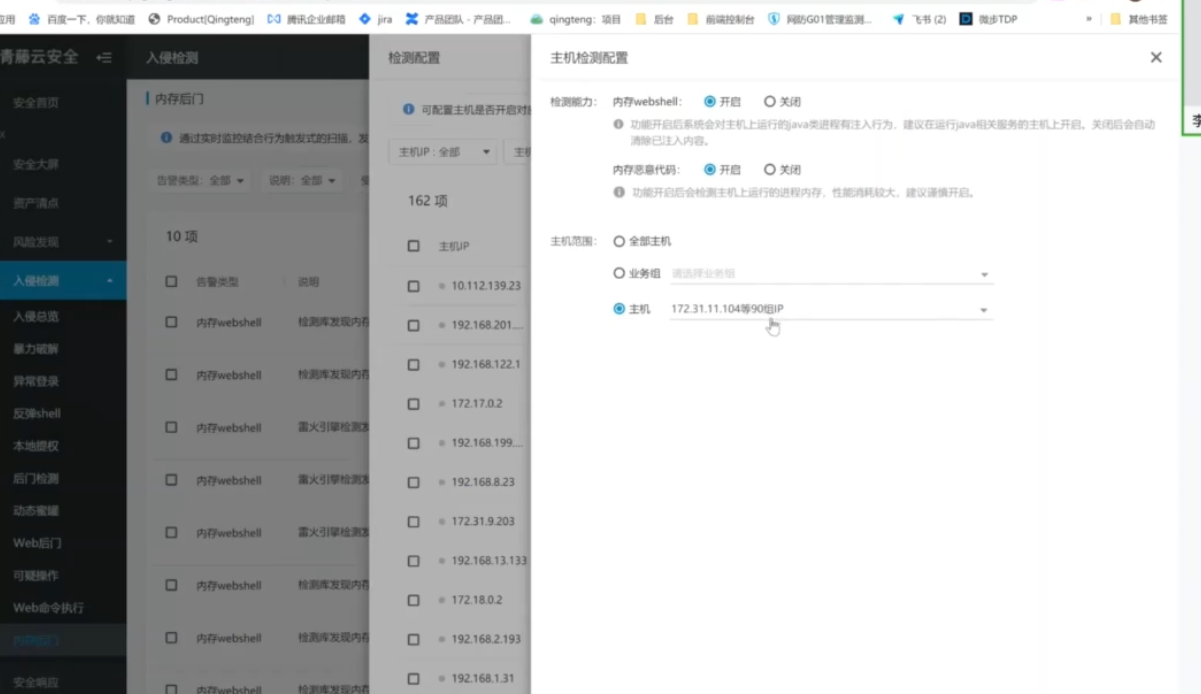 应用 百度一下，你就知道 Product[Qingteng] 腾讯企业邮箱 jira 产品团队 - 产品团... qingteng：项目 后台 前端控制台 网防G01管理监测... 飞书 (2) 微步TDP » 其他书签
青藤云安全
安全首页
安全大屏
资产清点
风险发现
入侵检测
入侵总览
暴力破解
异常登录
反弹shell
本地提权
后门检测
动态蜜罐
Web后门
可疑操作
Web命令执行
内存后门
安全响应
入侵检测
内存后门
通过实时监控结合行为触发式的扫描，发
告警类型：全部 说明：全部
10 项
告警类型 说明
内存webshell 检测库发现内存
内存webshell 检测库发现内存
内存webshell 雷火引擎检测发
内存webshell 雷火引擎检测发
内存webshell 雷火引擎检测发
内存webshell 检测库发现内存
内存webshell 检测库发现内存
内存webshell 检测库发现内存
检测配置
可配置主机是否开启对应
主机IP：全部 主机
162 项
主机IP
10.112.139.23
192.168.201....
192.168.122.1
172.17.0.2
192.168.199....
192.168.8.23
172.31.9.203
192.168.13.133
172.18.0.2
192.168.2.193
192.168.1.31
主机检测配置
检测能力： 内存webshell： 开启 关闭
功能开启后系统会对主机上运行的java类进程有注入行为，建议在运行java相关服务的主机上开启。关闭后会自动
清除已注入内容。
内存恶意代码： 开启 关闭
功能开启后会检测主机上运行的进程内存，性能消耗较大，建议谨慎开启。
主机范围： 全部主机
业务组 请选择业务组
主机 172.31.11.104等90组IP
李